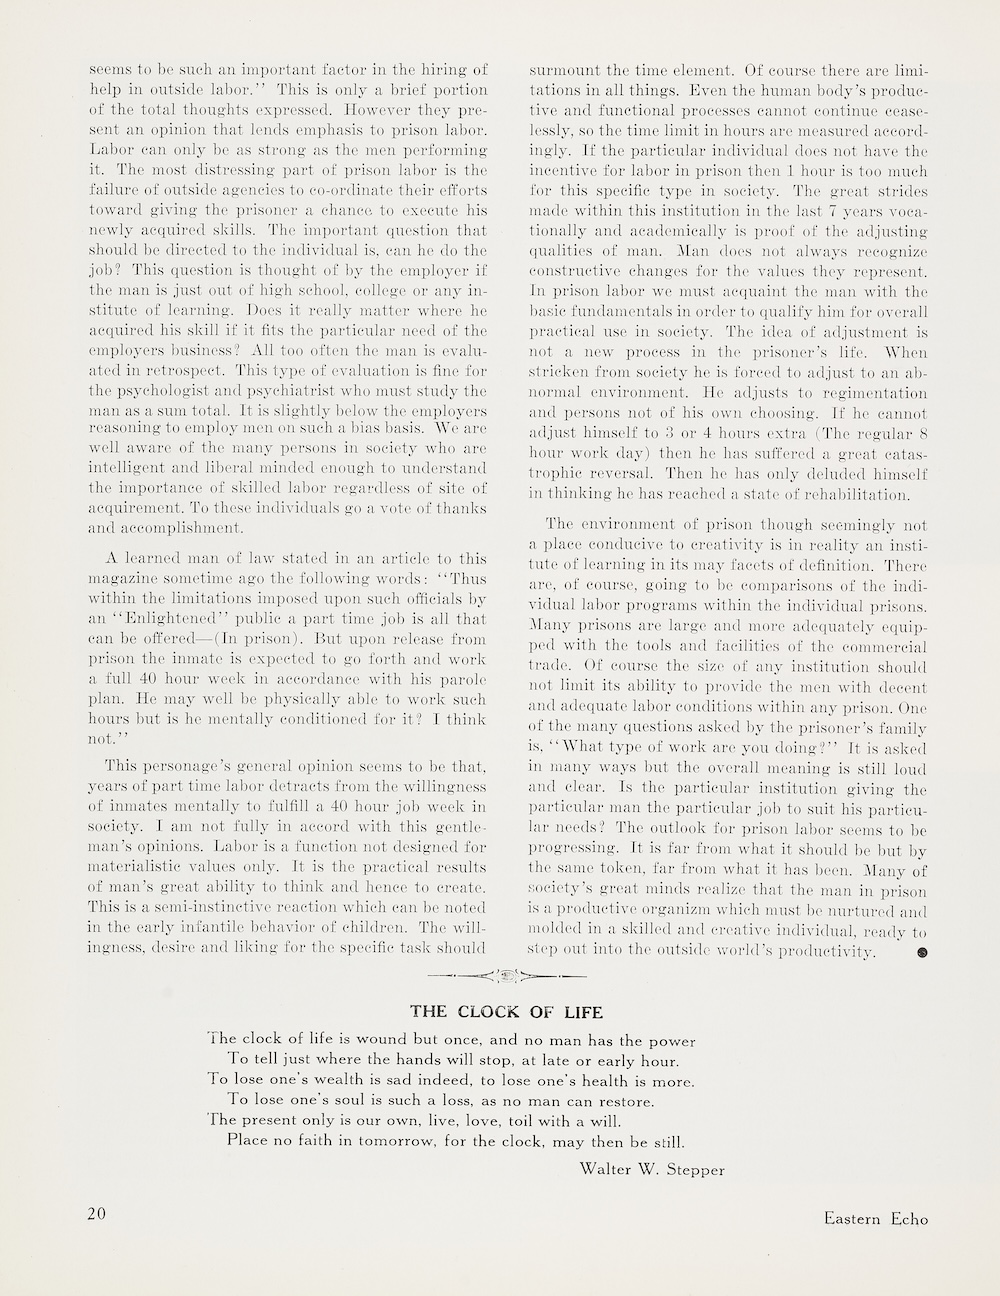 seems to be such an important factor in the hiring of
help in outside labor.'' This is only a brief portion
of the total thoughts expressed. However they pre-
sent an opinion that lends emphasis to prison labor.
Labor can only be as strong as the men performing
it. The most distressing part of prison labor is the
failure of outside agencies to co-ordinate their efforts
toward giving the prisoner a chance to execute his
newly acquired skills. The important question that
should be directed to the individual is, can he do the
job? This question is thought of by the employer if
the man is just out of high school, college or any in-
stitute of learning. Does it really matter where he
acquired his skill if it fits the particular need of the
employers business? All too often the man is evalu-
ated in retrospect. This type of evaluation is fine for
the psychologist and psychiatrist who must study the
man as a sum total. It is slightly below the employers
reasoning to employ men on such a bias basis. We are
well aware of the many persons in society who are
intelligent and liberal minded enough to understand
the importance of skilled labor regardless of site of
acquirement. To these individuals go a vote of thanks
and accomplishment.
A learned man of law stated in an article to this
magazine sometime ago the following words: ''Thus
within the limitations imposed upon such officials by
an ''Enlightened'' public a part time job is all that
can be offered—(In prison). But upon release from
prison the inmate is expected to go forth and work
a full 40 hour week in accordance with his parole
plan. He may well be physically able to work such
hours but is he mentally conditioned for it? I think
not.''
This personage's general opinion seems to be that,
years of part time labor detracts from the willingness
of inmates mentally to fulfill a 40 hour job week in
society. I am not fully in accord with this gentle-
man's opinions. Labor is a function not designed for
materialistic values only. It is the practical results
of man's great ability to think and hence to create.
This is a semi-instinctive reaction which can be noted
in the early infantile behavior of children. The will-
ingness, desire and liking for the specific task should
surmount the time element. Of course there are limi-
tations in all things. Even the human body's produc-
tive and functional processes cannot continue cease-
lessly, so the time limit in hours are measured accord-
ingly. If the particular individual does not have the
incentive for labor in prison then 1 hour is too much
for this specific type in society. The great strides
made within this institution in the last 7 years voca-
tionally and academically is proof of the adjusting
qualities of man. Man does not always recognize
constructive changes for the values they represent.
In prison labor we must acquaint the man with the
basic fundamentals in order to qualify him for overall
practical use in society. The idea of adjustment is
not a new process in the prisoner's life. When
stricken from society he is forced to adjust to an ab-
normal environment. He adjusts to regimentation
and persons not of his own choosing. If he cannot
adjust himself to 3 or 4 hours extra (The regular 8
hour work day) then he has suffered a great catas-
trophic reversal. Then he has only deluded himself
in thinking he has reached a state of rehabilitation.
The environment of prison though seemingly not
a place conducive to creativity is in reality an insti-
tute of learning in its may facets of definition. There
are, of course, going to be comparisons of the indi-
vidual labor programs within the individual prisons.
Many prisons are large and more adequately equip-
ped with the tools and facilities of the commercial
trade. Of course the size of any institution should
not limit its ability to provide the men with decent
and adequate labor conditions within any prison. One
of the many questions asked by the prisoner's family
is, ''What type of work are you doing?'' It is asked
in many ways but the overall meaning is still loud
and clear. Is the particular institution giving the
particular man the particular job to suit his particu-
lar needs? The outlook for prison labor seems to be
progressing. It is far from what it should be but by
the same token, far from what it has been. Many of
society's great minds realize that the man in prison
is a productive organizm which must be nurtured and
molded in a skilled and creative individual, ready to
step out into the outside world's productivity.
THE CLOCK OF LIFE
The clock of life is wound but once, and no man has the power
To tell just where the hands will stop, at late or early hour.
To lose one's wealth is sad indeed, to lose one's health is more.
To lose one's soul is such a loss, as no man can restore.
The present only is our own, live, love, toil with a will.
Place no faith in tomorrow, for the clock, may then be still.
Walter W. Stepper
20
Eastern Echo